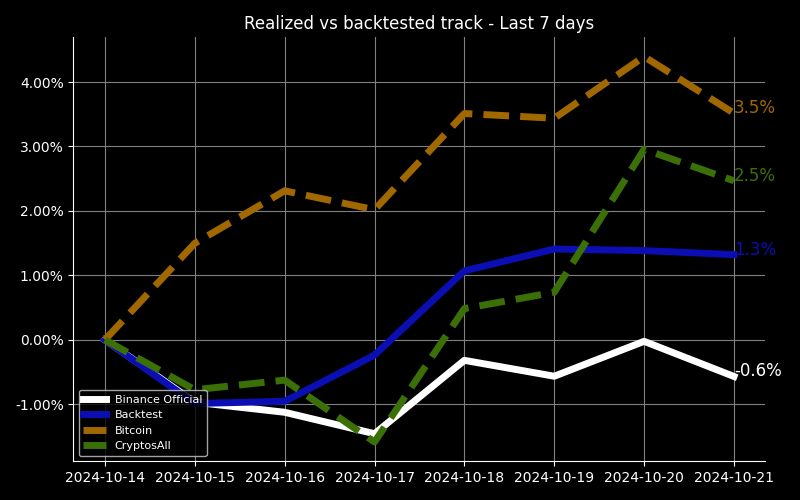 Realized vs backtested track - Last 7 days
4.00%
3.00%
2.00%
1.00%
0.00%
-1.00%
3.5%
2.5%
1.3%
-0.6%
Binance Official
Backtest
Bitcoin
CryptosAll
2024-10-14 2024-10-15 2024-10-16 2024-10-17 2024-10-18 2024-10-19 2024-10-20 2024-10-21